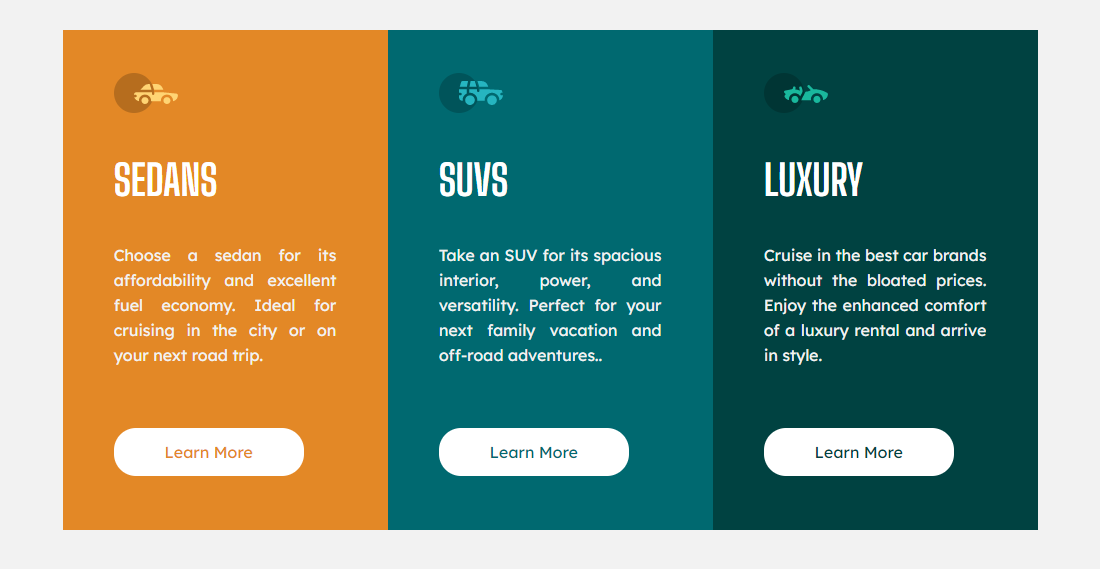 SEDANS
Choose a sedan for its
affordability and excellent
fuel economy. Ideal for
cruising in the city or on
your next road trip.
Learn More
SUVS
Take an SUV for its spacious
interior, power, and
versatility. Perfect for your
next family vacation and
off-road adventures..
Learn More
LUXURY
Cruise in the best car brands
without the bloated prices.
Enjoy the enhanced comfort
of a luxury rental and arrive
in style.
Learn More